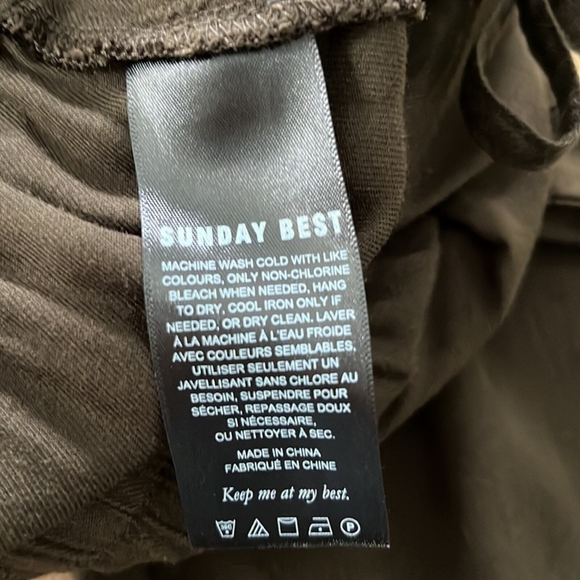 SUNDAY BEST
MACHINE WASH COLD WITH LIKE
COLOURS, ONLY NON-CHLORINE
BLEACH WHEN NEEDED, HANG
TO DRY, COOL IRON ONLY IF
NEEDED, OR DRY CLEAN. LAVER
À LA MACHINE À L'EAU FROIDE
AVEC COULEURS SEMBLABLES,
UTILISER SEULEMENT UN
JAVELLISANT SANS CHLORE AU
BESOIN, SUSPENDRE POUR
SÉCHER, REPASSAGE DOUX
SI NÉCESSAIRE,
OU NETTOYER À SEC.
MADE IN CHINA
FABRIQUÉ EN CHINE
Keep me at my best.
P